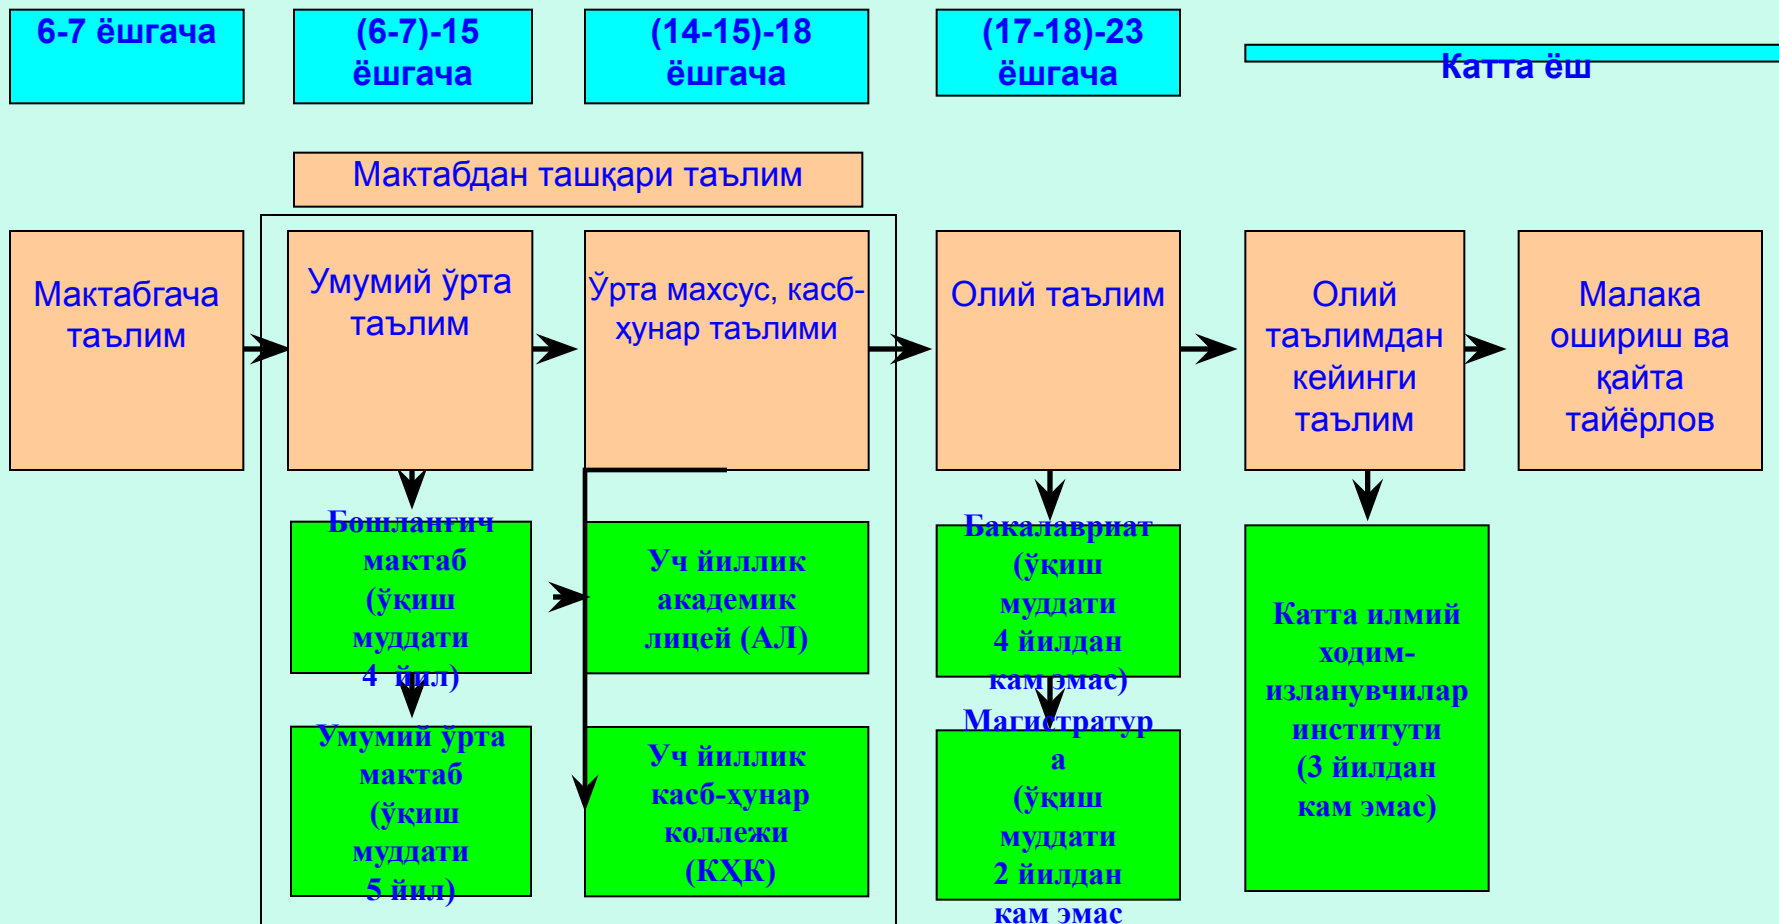 6-7 ёшгача
(6-7)-15
ёшгача
(14-15)-18
ёшгача
(17-18)-23
ёшгача
Катта ёш
Мактабдан ташқари таълим
Мактабгача
таълим
Умумий ўрта
таълим
Ўрта махсус, касб-
ҳунар таълими
Олий таълим
Олий
таълимдан
кейинги
таълим
Малака
ошириш ва
қайта
тайёрлов
Бошланғич
мактаб
(ўқиш
муддати
4 йил)
Уч йиллик
академик
лицей (АЛ)
Бакалавриат
(ўқиш
муддати
4 йилдан
кам эмас)
Катта илмий
ходим-
изланувчилар
институти
(3 йилдан
кам эмас)
Умумий ўрта
мактаб
(ўқиш
муддати
5 йил)
Уч йиллик
касб-ҳунар
коллежи
(КҲК)
Магистратур
а
(ўқиш
муддати
2 йилдан
кам эмас